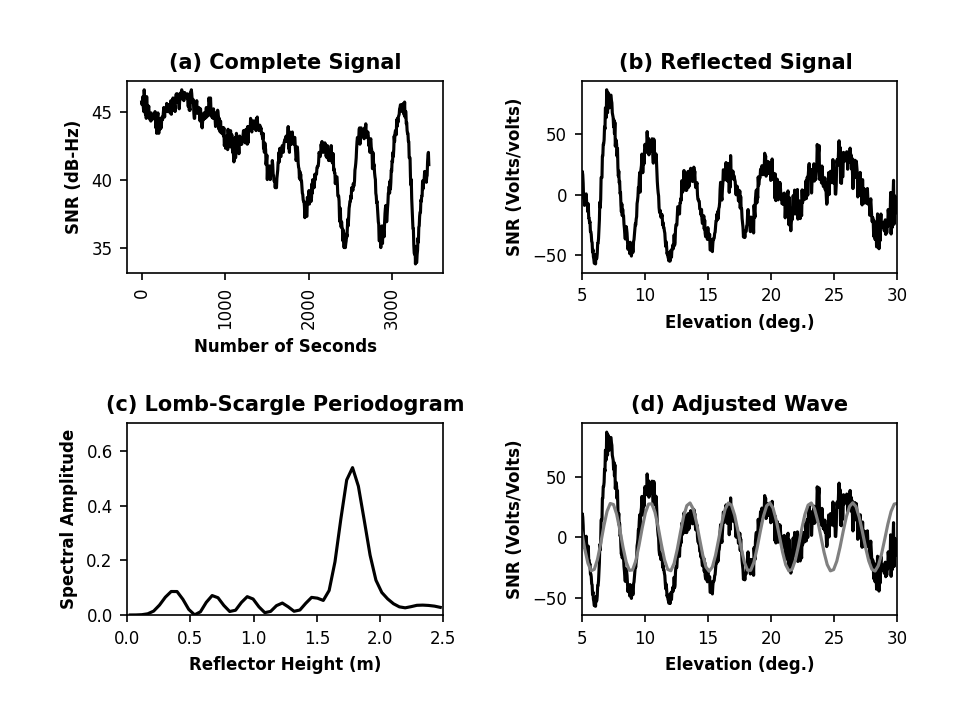 (a) Complete Signal
SNR (dB-Hz)
45
40
35
0
1000
2000
3000
Number of Seconds
(b) Reflected Signal
SNR (Volts/volts)
50
0
−50
5 10 15 20 25 30
Elevation (deg.)
(c) Lomb-Scargle Periodogram
Spectral Amplitude
0.6
0.4
0.2
0.0
0.0 0.5 1.0 1.5 2.0 2.5
Reflector Height (m)
(d) Adjusted Wave
SNR (Volts/Volts)
50
0
−50
5 10 15 20 25 30
Elevation (deg.)